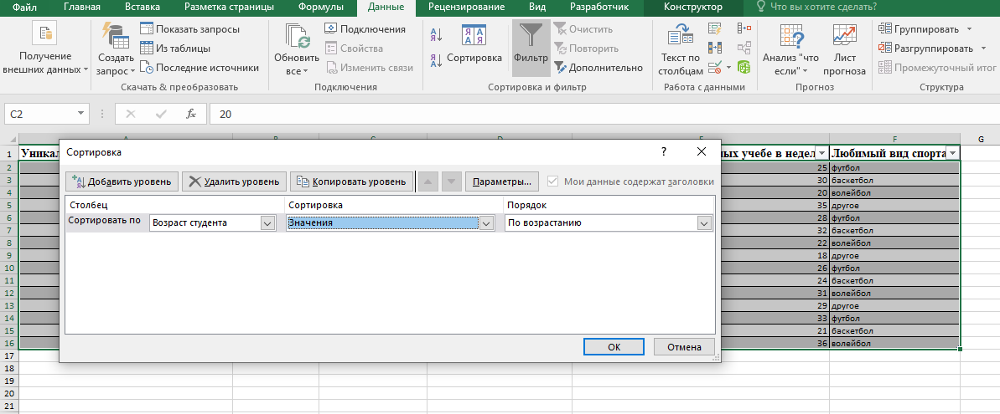 Файл Главная Вставка Разметка страницы Формулы Данные Рецензирование Вид Разработчик Конструктор Что вы хотите сделать?
Получение внешних данных
Создать запрос
Показать запросы
Из таблицы
Последние источники
Скачать & преобразовать
Обновить все
Подключения
Свойства
Изменить связи
Подключения
Сортировка
Фильтр
Очистить
Повторить
Дополнительно
Сортировка и фильтр
Текст по столбцам
Работа с данными
Анализ "что если"
Лист прогноза
Прогноз
Группировать
Разгруппировать
Промежуточный итог
Структура
C2 fx 20
F G
1 Уникал ных учебе в недел Любимый вид спорта
Сортировка ? ×
Добавить уровень Удалить уровень Копировать уровень Параметры... Мои данные содержат заголовки
Столбец Сортировка Порядок
Сортировать по Возраст студента Значения По возрастанию
OK Отмена
2 25 футбол
3 30 баскетбол
4 20 волейбол
5 35 другое
6 28 футбол
7 32 баскетбол
8 22 волейбол
9 18 другое
10 26 футбол
11 24 баскетбол
12 31 волейбол
13 29 другое
14 33 футбол
15 21 баскетбол
16 36 волейбол
17
18
19
20
21